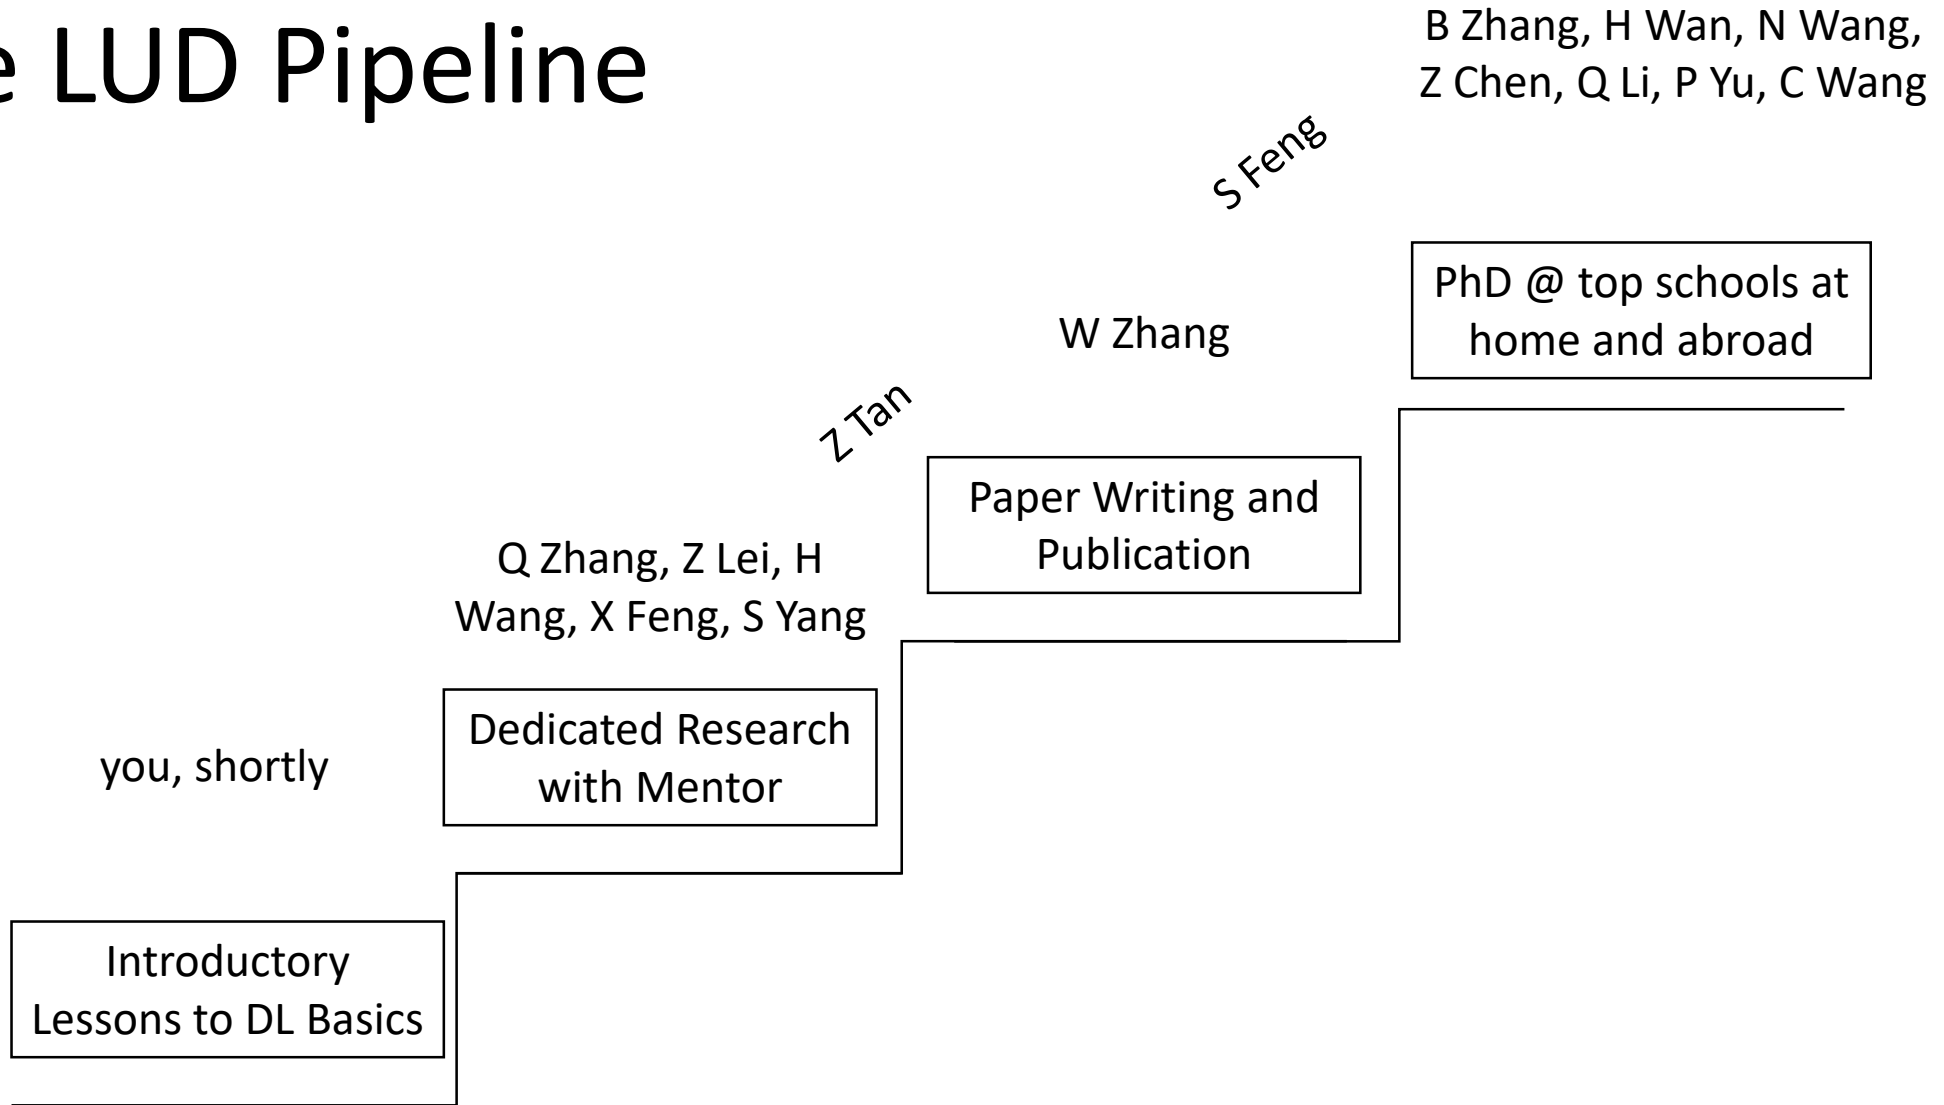 e LUD Pipeline
B Zhang, H Wan, N Wang,
Z Chen, Q Li, P Yu, C Wang
S Feng
PhD @ top schools at
home and abroad
W Zhang
Z Tan
Paper Writing and
Publication
Q Zhang, Z Lei, H
Wang, X Feng, S Yang
Dedicated Research
with Mentor
you, shortly
Introductory
Lessons to DL Basics